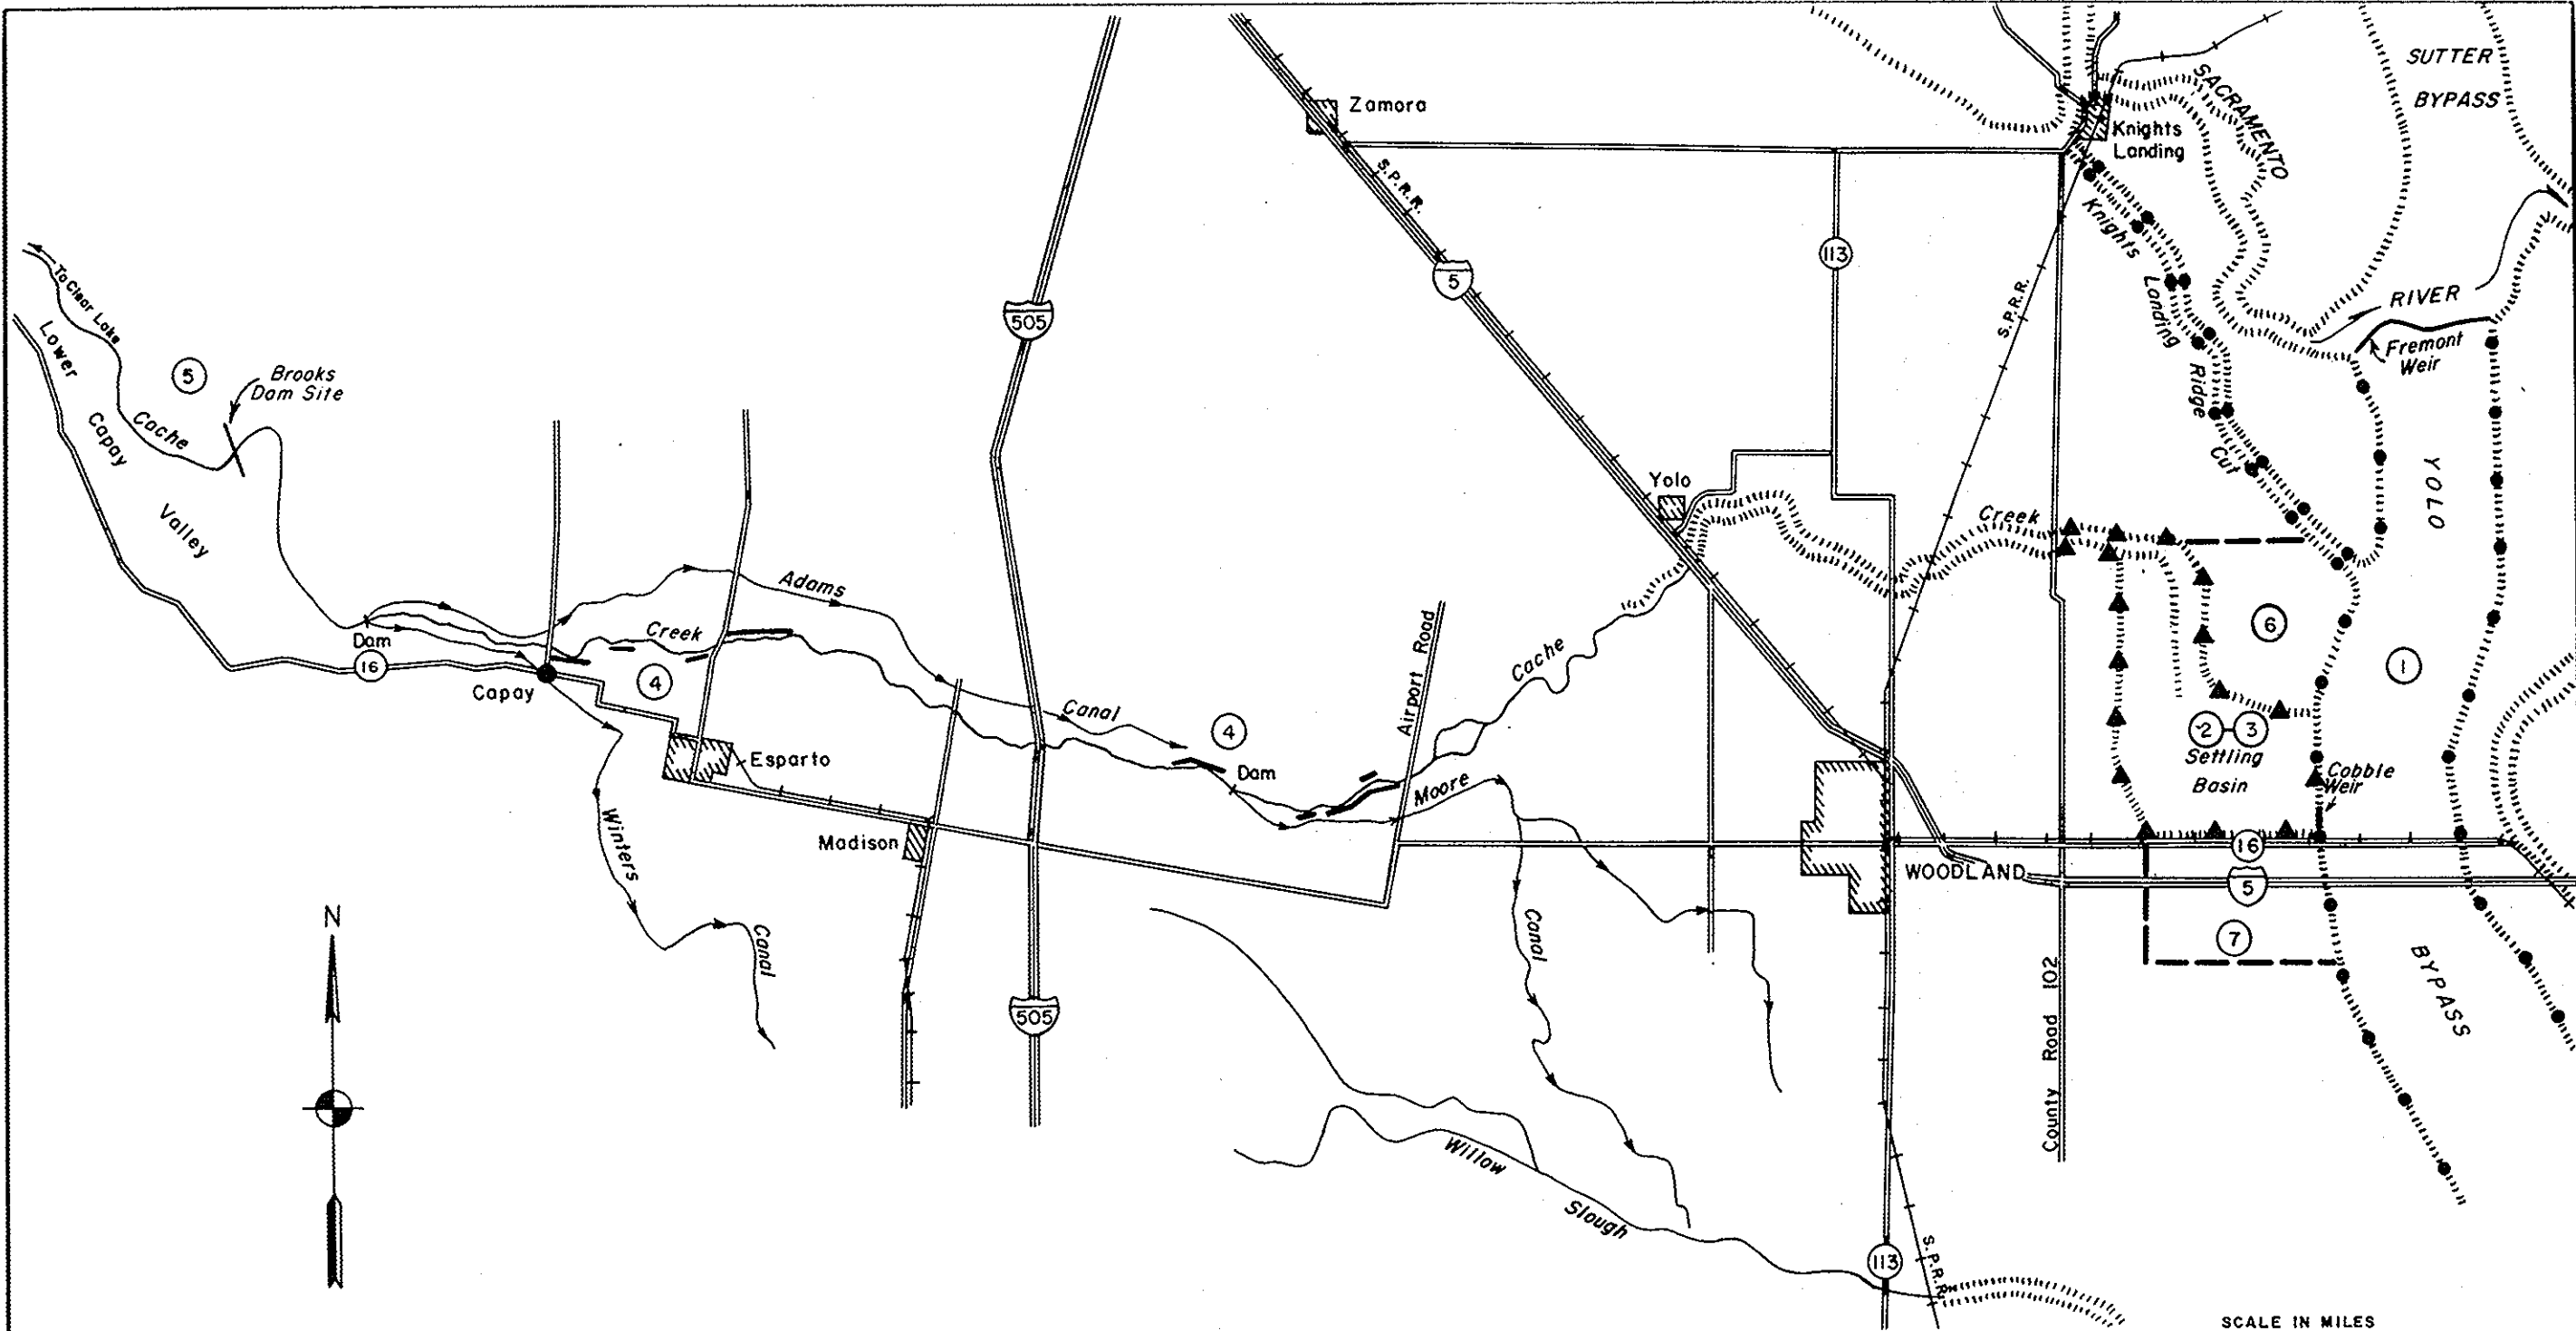 SUTTER
BYPASS
SACRAMENTO
RIVER
Zamora
Knights
Landing
S.P.R.R.
Knights
Landing
Ridge
Cut
113
5
S.P.R.R.
505
To Clear Lake
Lower
Capay
Valley
5
Brooks
Dam Site
Cache
Fremont
Weir
YOLO
BYPASS
Yolo
Creek
Adams
Canal
Creek
Dam
16
Capay
4
Esparto
Winters
Canal
Madison
4
Dam
Airport Road
Cache
Moore
Canal
6
1
2-3
Settling
Basin
Cobble
Weir
16
WOODLAND
5
7
County Road 102
N
505
Willow
Slough
113
S.P.R.R.
SCALE IN MILES